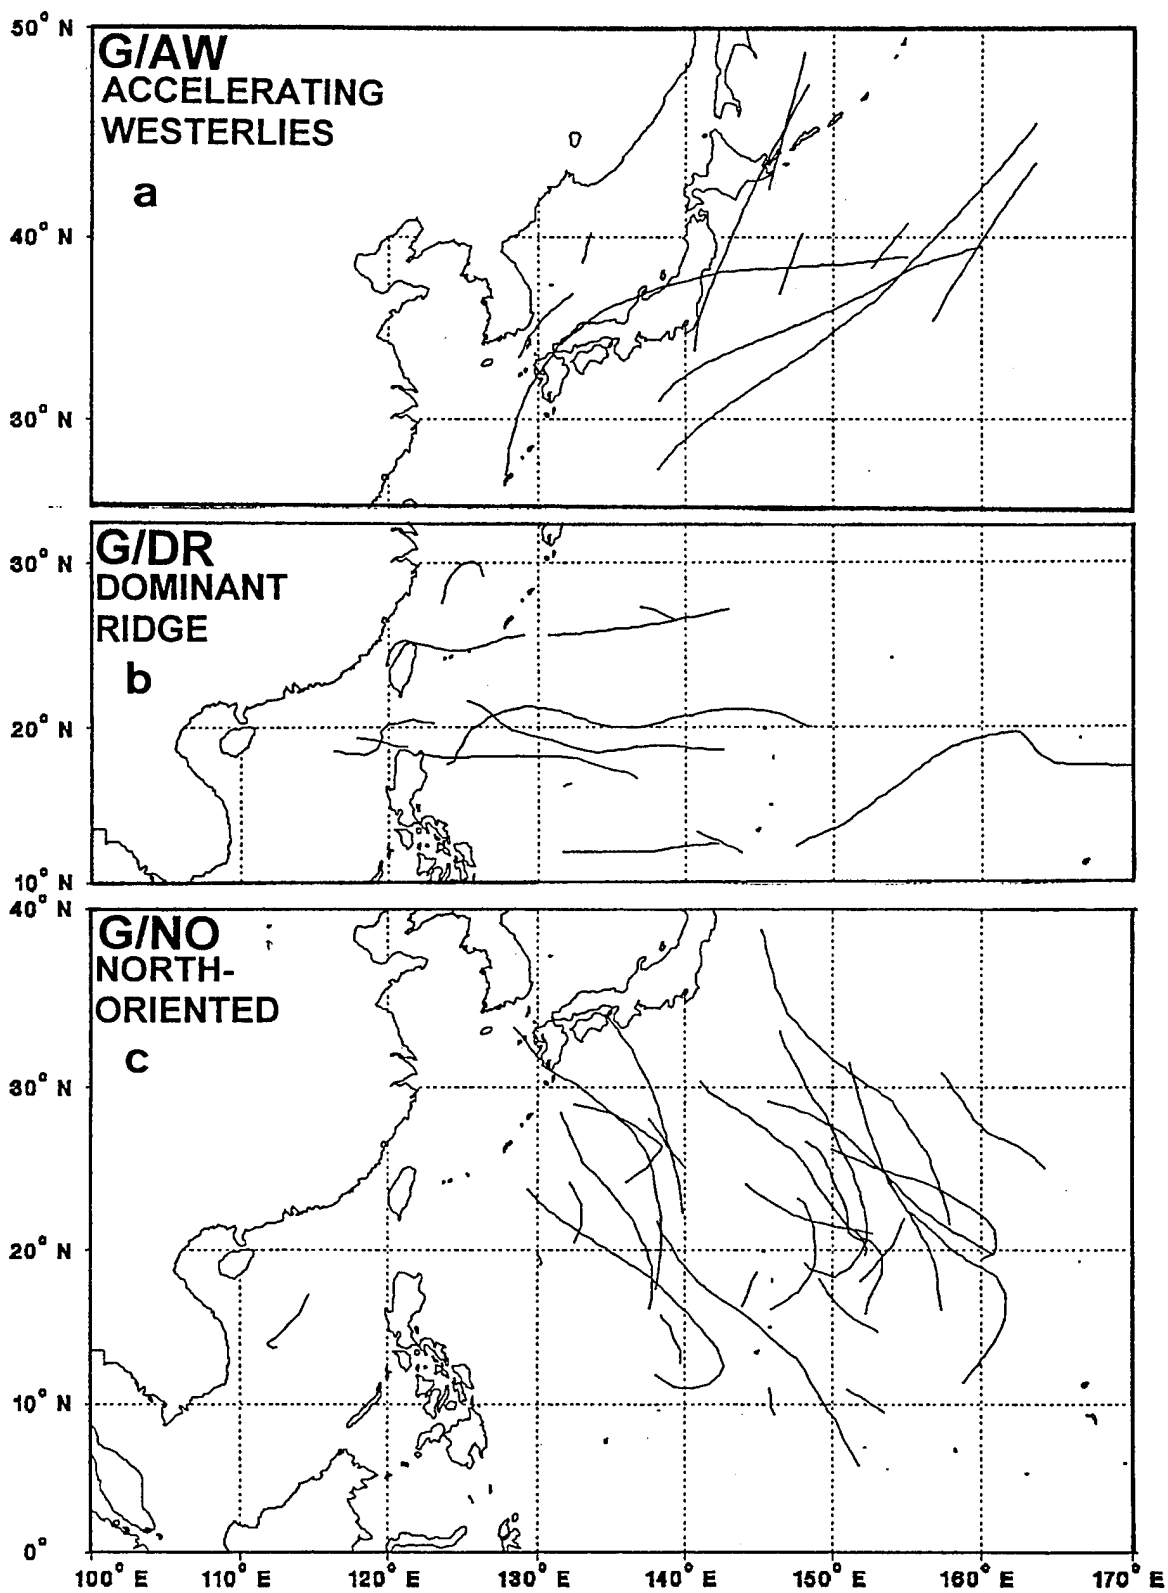 50° N
G/AW
ACCELERATING
WESTERLIES
a
40° N
30° N
G/DR
30° N
DOMINANT
RIDGE
b
20° N
10° N
40° N
G/NO
NORTH-
ORIENTED
c
30° N
20° N
10° N
0°
100° E 110° E 120° E 130° E 140° E 150° E 160° E 170° E